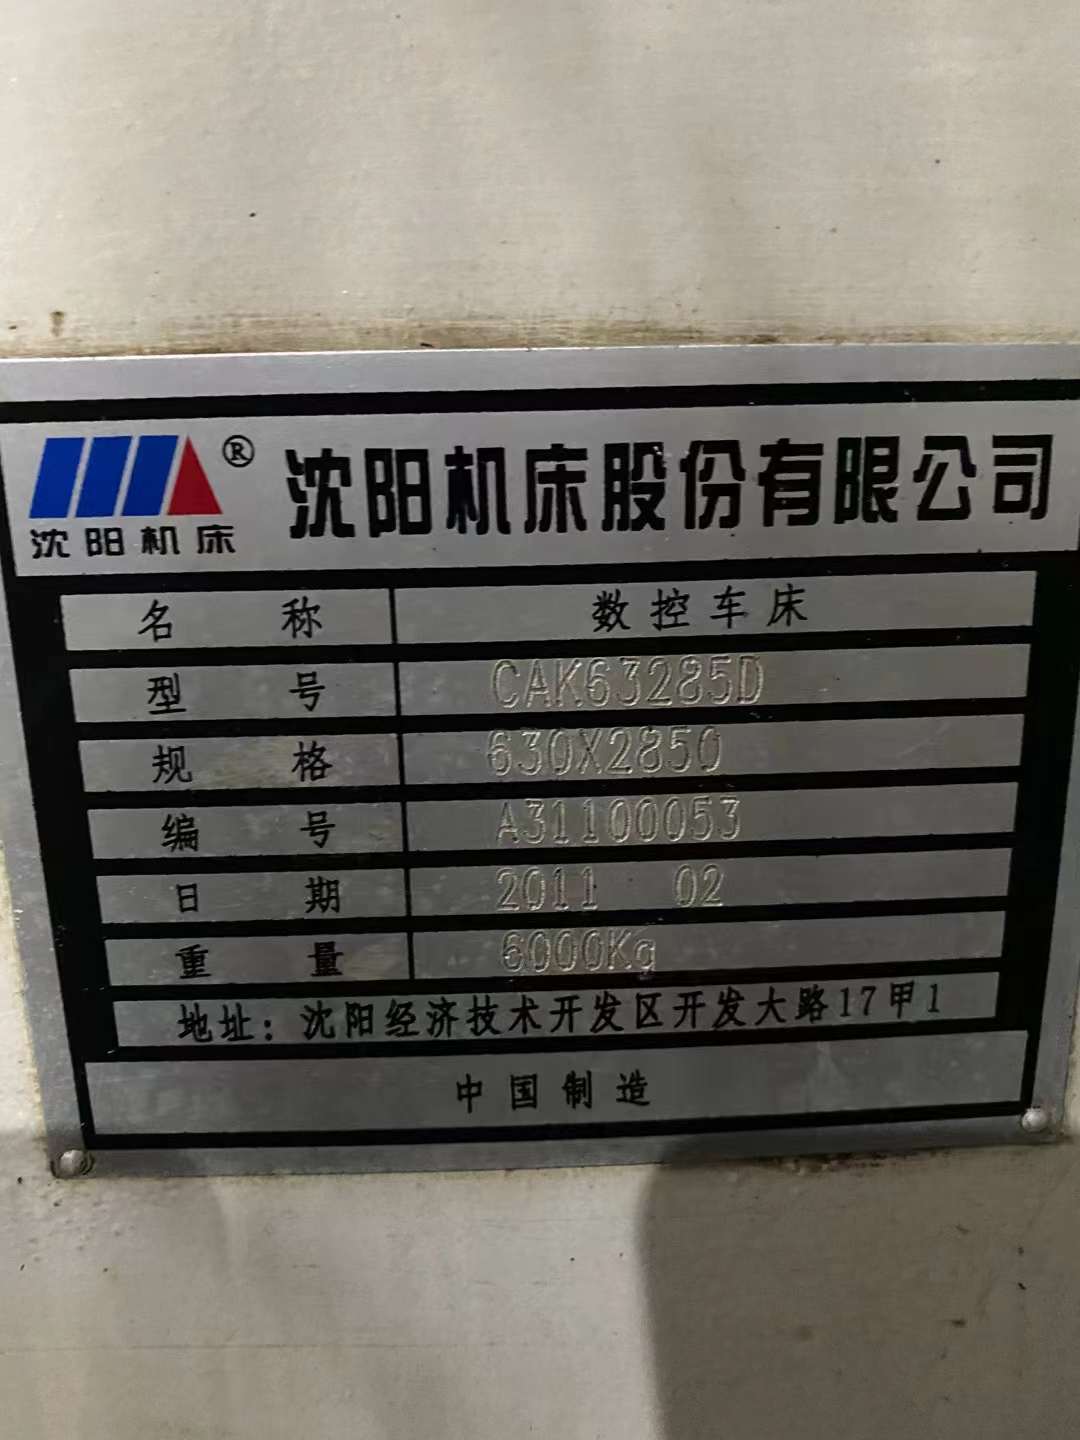 ® 沈阳机床股份有限公司
沈阳机床
名 称 数控车床
型 号 CAK63285D
规 格 630X2850
编 号 A31100053
日 期 2011 02
重 量 6000Kg
地址：沈阳经济技术开发区开发大路17甲1
中国制造